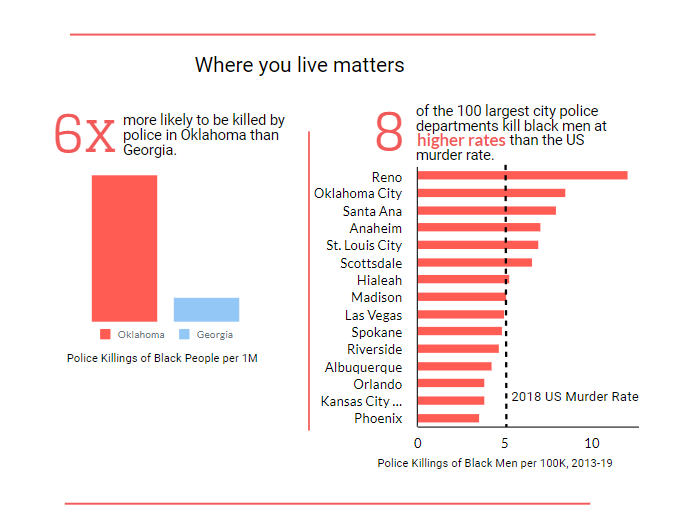 Where you live matters
6x
more likely to be killed by
police in Oklahoma than
Georgia.
Oklahoma
Georgia
Police Killings of Black People per 1M
8
of the 100 largest city police
departments kill black men at
higher rates than the US
murder rate.
Reno
Oklahoma City
Santa Ana
Anaheim
St. Louis City
Scottsdale
Hialeah
Madison
Las Vegas
Spokane
Riverside
Albuquerque
Orlando
Kansas City ...
Phoenix
2018 US Murder Rate
0 5 10
Police Killings of Black Men per 100K, 2013-19